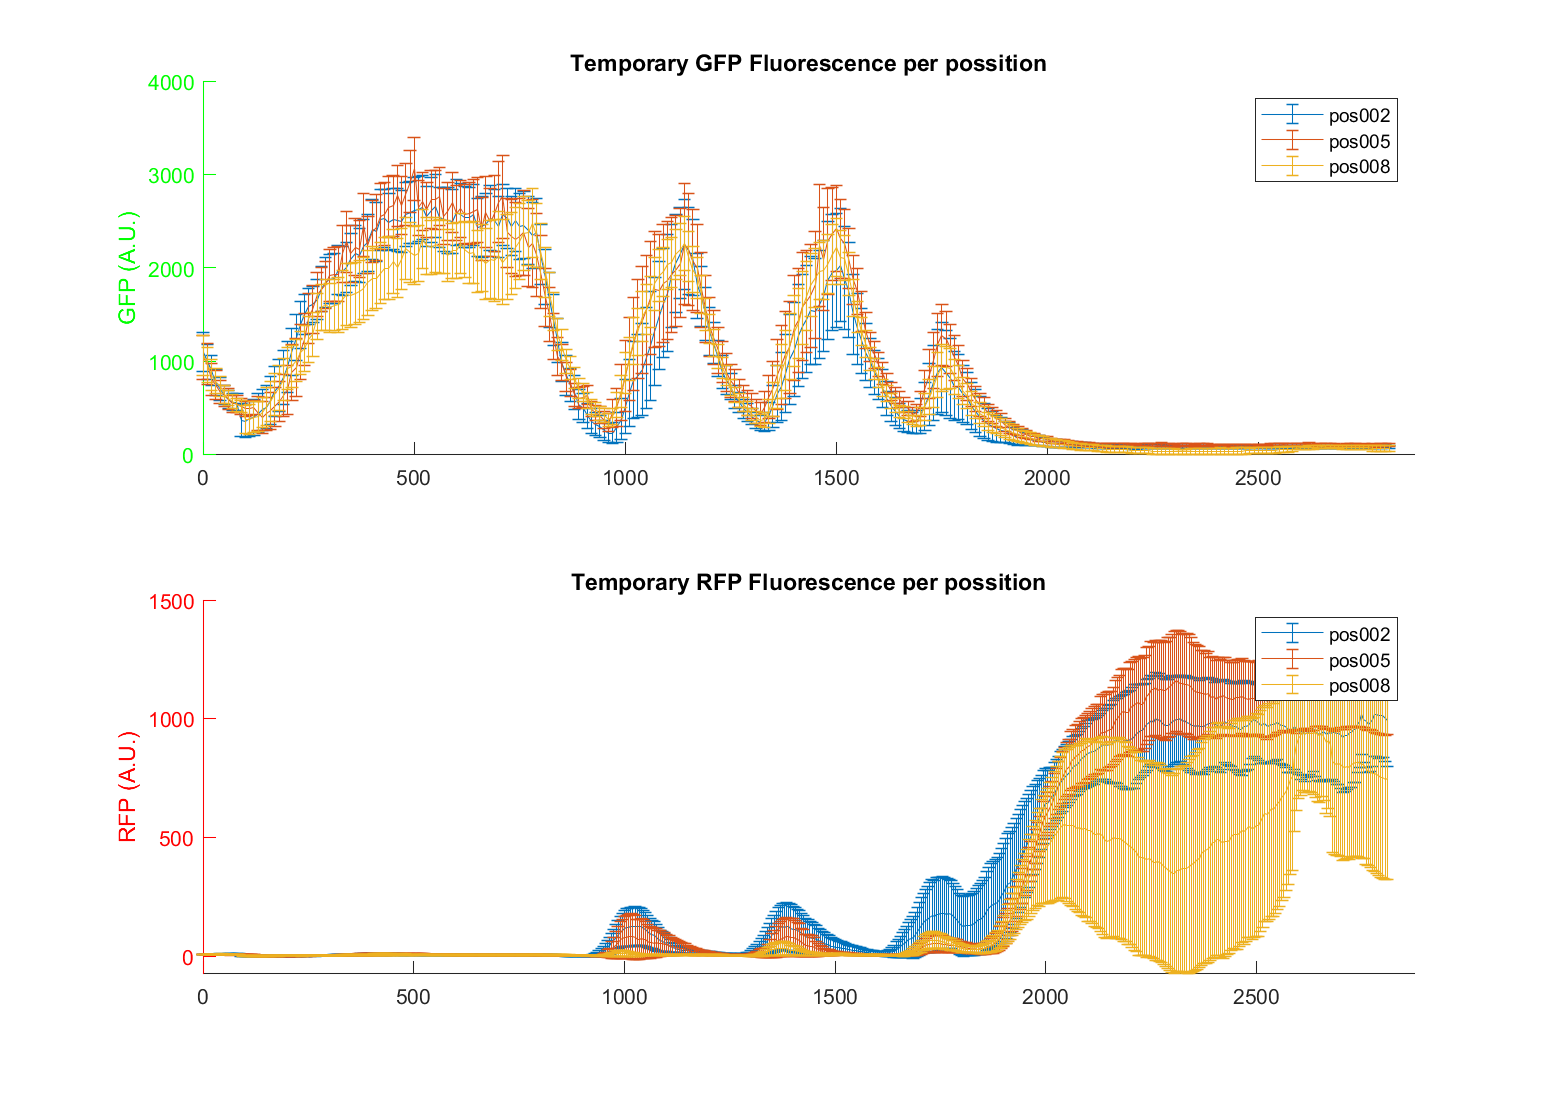 Temporary GFP Fluorescence per possition
4000
3000
2000
1000
0
GFP (A.U.)
pos002
pos005
pos008
0 500 1000 1500 2000 2500
Temporary RFP Fluorescence per possition
1500
1000
500
0
RFP (A.U.)
pos002
pos005
pos008
0 500 1000 1500 2000 2500